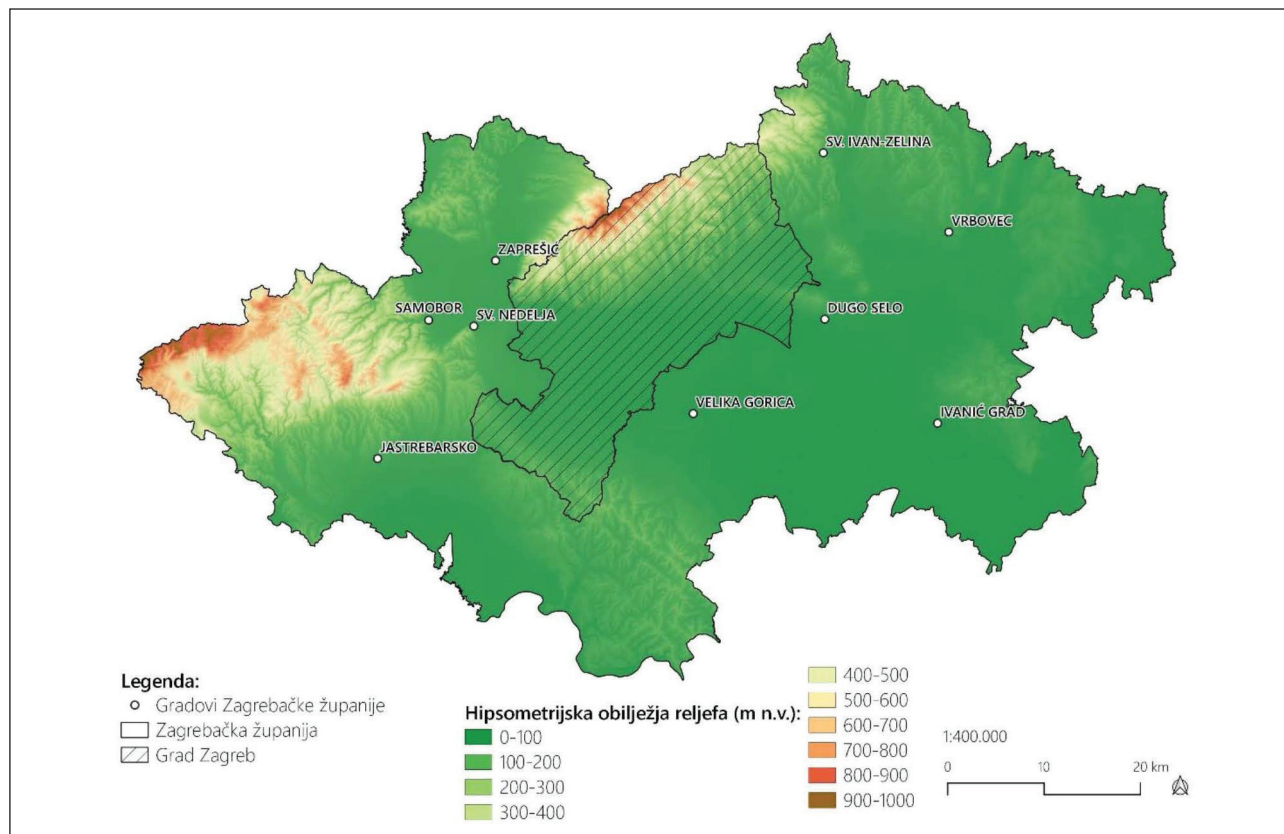 SV. IVAN-ZELINA
VRBOVEC
ZAPREŠIĆ
SAMOBOR
SV. NEDELJA
DUGO SELO
VELIKA GORICA
IVANIĆ GRAD
JASTREBARSKO
Legenda:
Gradovi Zagrebačke županije
Zagrebačka županija
Grad Zagreb
Hipsometrijska obilježja reljefa (m n.v.):
0-100
100-200
200-300
300-400
400-500
500-600
600-700
700-800
800-900
900-1000
1:400.000
0 10 20 km